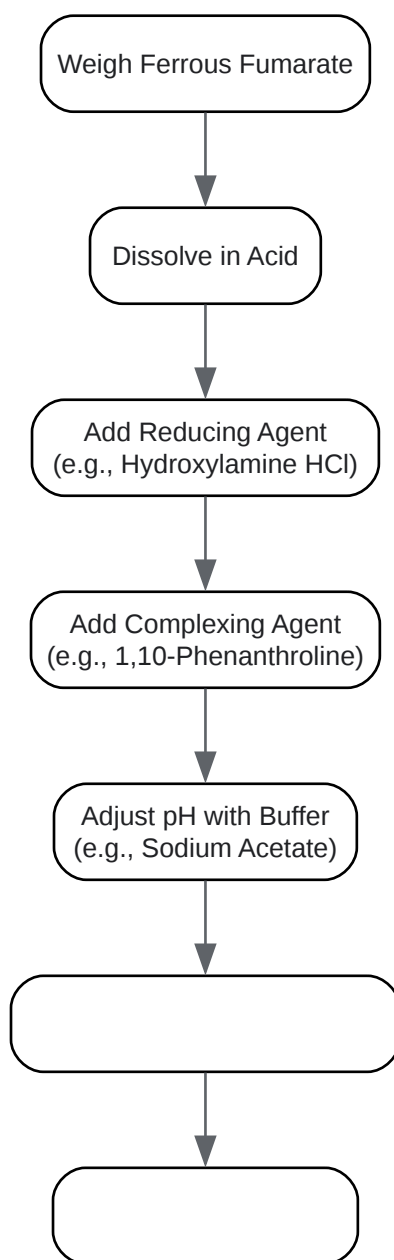 Weigh Ferrous Fumarate
Dissolve in Acid
Add Reducing Agent
(e.g., Hydroxylamine HCl)
Add Complexing Agent
(e.g., 1,10-Phenanthroline)
Adjust pH with Buffer
(e.g., Sodium Acetate)